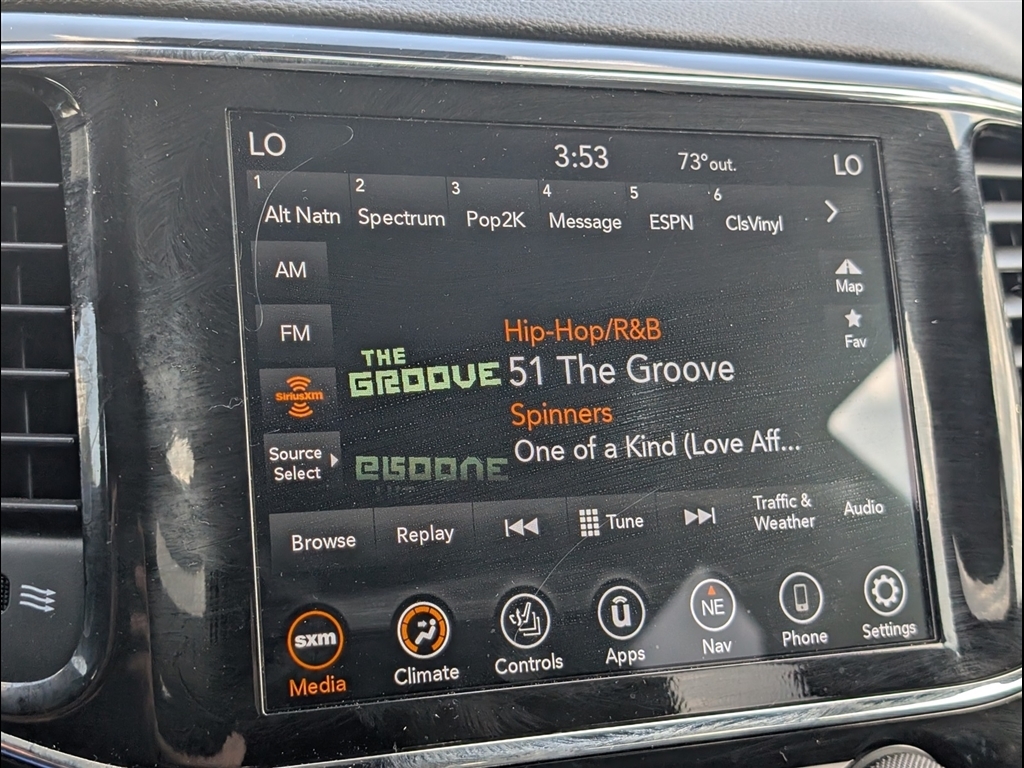 LO 3:53 73° out. LO
1 2 3 4 5 6
Alt Natn Spectrum Pop2K Message ESPN ClsVinyl
AM
Map
FM
Fav
Hip-Hop/R&B
THE
GROOVE
51 The Groove
SiriusXm
Spinners
One of a Kind (Love Aff...
Source
Select
Browse
Replay
Tune
Traffic &
Weather
Audio
sxm
Media
Climate
Controls
Apps
NE
Nav
Phone
Settings